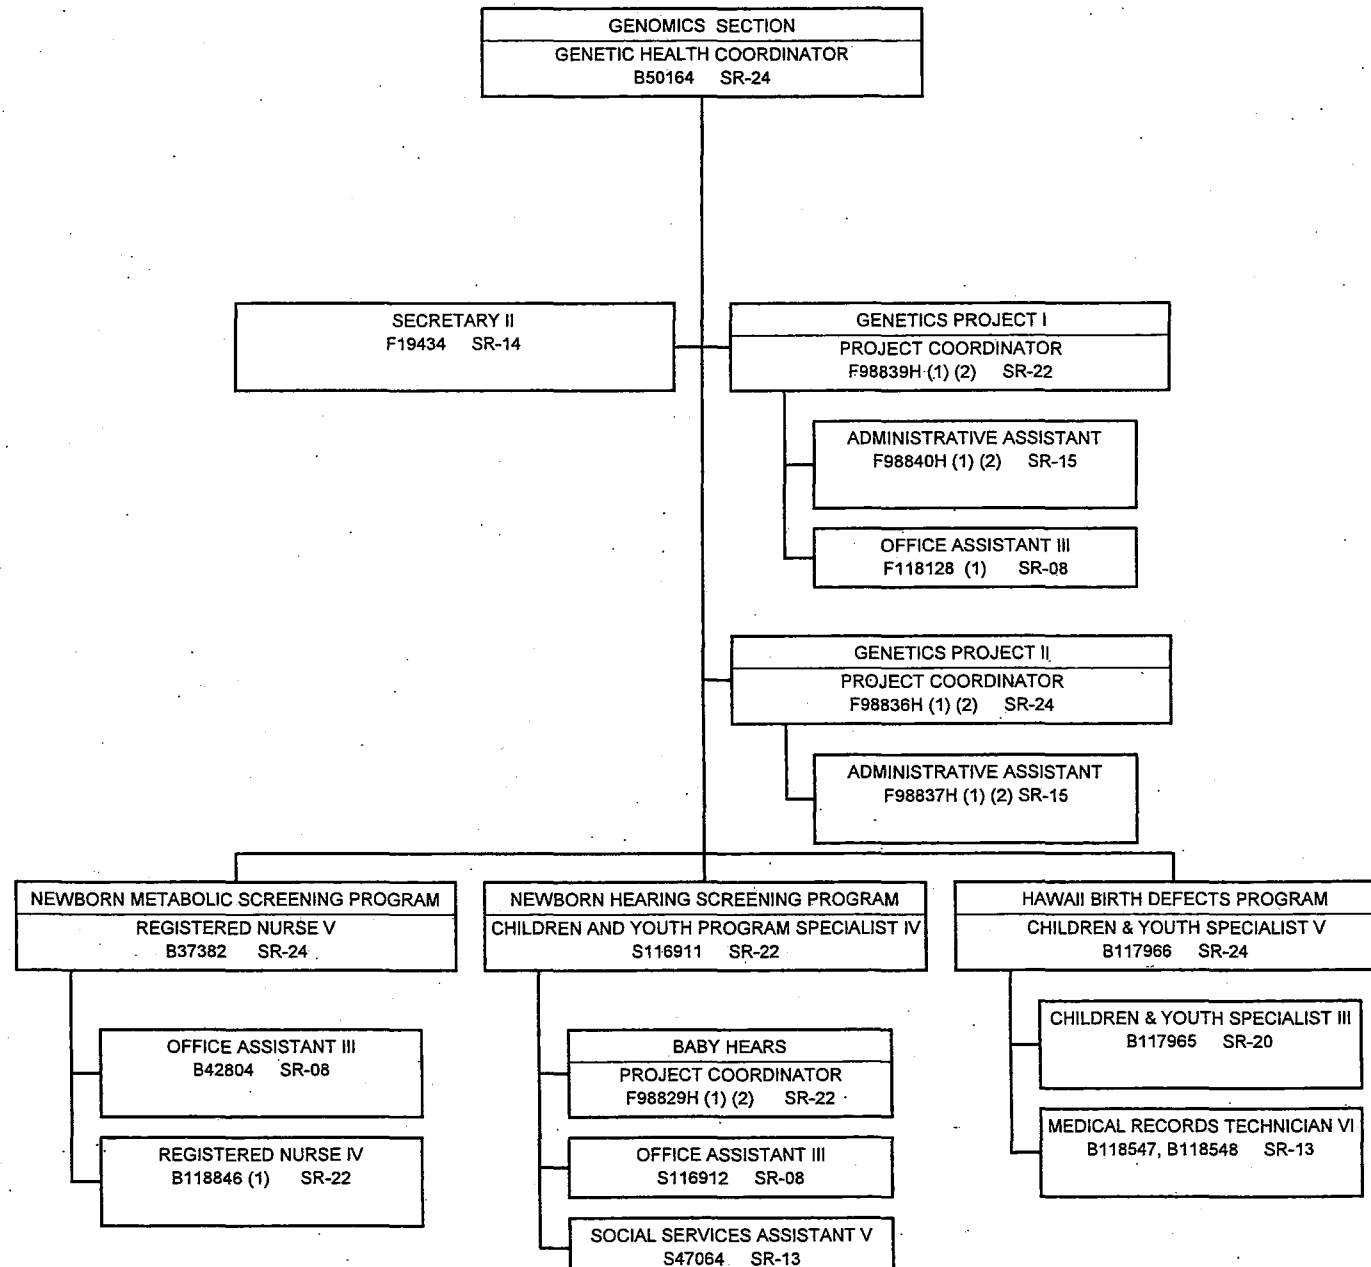 GENOMICS SECTION
GENETIC HEALTH COORDINATOR
B50164 SR-24
SECRETARY II
F19434 SR-14
GENETICS PROJECT I
PROJECT COORDINATOR
F98839H (1) (2) SR-22
ADMINISTRATIVE ASSISTANT
F98840H (1) (2) SR-15
OFFICE ASSISTANT III
F118128 (1) SR-08
GENETICS PROJECT II
PROJECT COORDINATOR
F98836H (1) (2) SR-24
ADMINISTRATIVE ASSISTANT
F98837H (1) (2) SR-15
NEWBORN METABOLIC SCREENING PROGRAM
REGISTERED NURSE V
B37382 SR-24
OFFICE ASSISTANT III
B42804 SR-08
REGISTERED NURSE IV
B118846 (1) SR-22
NEWBORN HEARING SCREENING PROGRAM
CHILDREN AND YOUTH PROGRAM SPECIALIST IV
S116911 SR-22
BABY HEARS
PROJECT COORDINATOR
F98829H (1) (2) SR-22
OFFICE ASSISTANT III
S116912 SR-08
SOCIAL SERVICES ASSISTANT V
S47064 SR-13
HAWAII BIRTH DEFECTS PROGRAM
CHILDREN & YOUTH SPECIALIST V
B117966 SR-24
CHILDREN & YOUTH SPECIALIST III
B117965 SR-20
MEDICAL RECORDS TECHNICIAN VI
B118547, B118548 SR-13